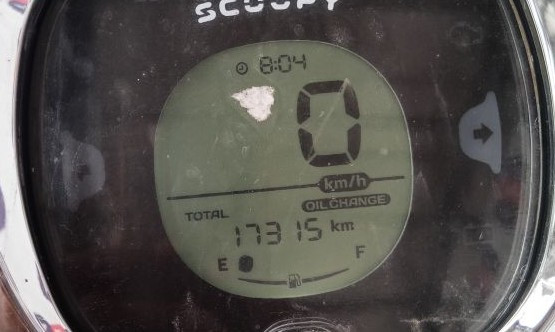 SCOOPY
8:04
0
km/h
OIL CHANGE
TOTAL
17315 km
E F